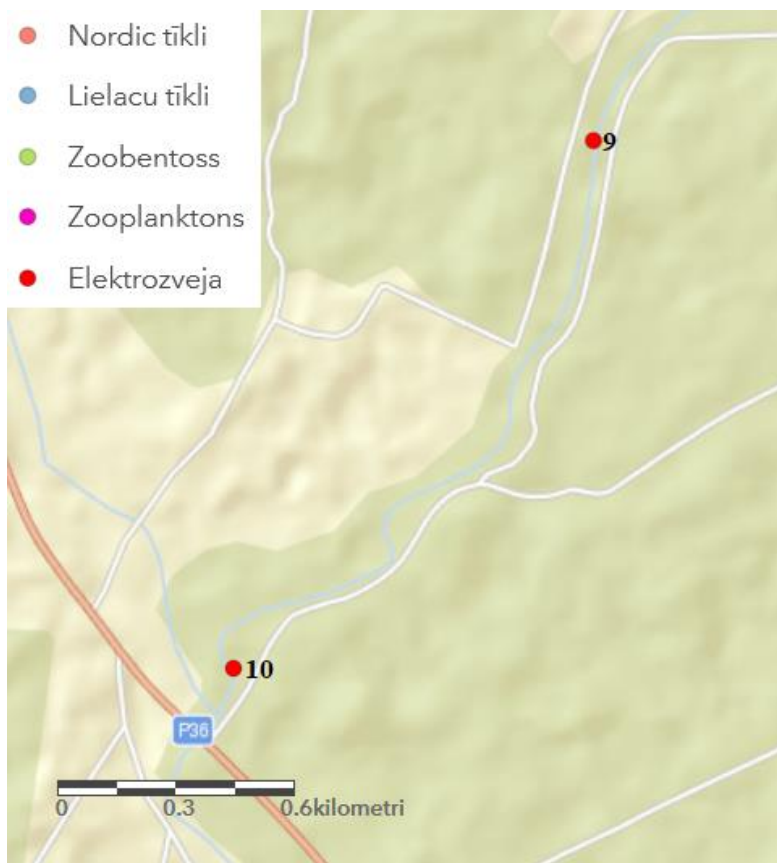 Nordic tīkli
Lielacu tīkli
Zoobentoss
Zooplanktons
Elektrozveja
9
10
P36
0 0.3 0.6kilometri